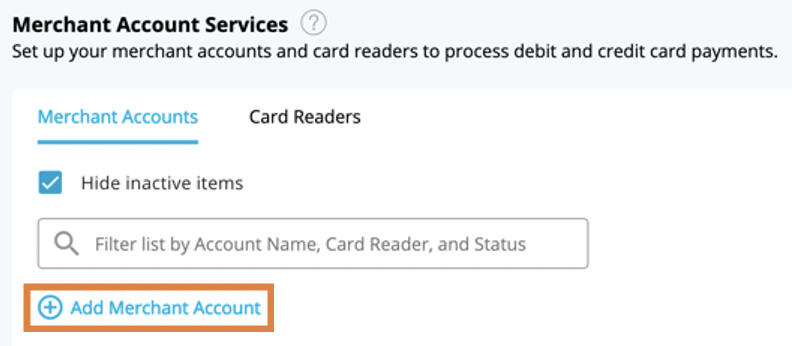 Merchant Account Services ?
Set up your merchant accounts and card readers to process debit and credit card payments.
Merchant Accounts
Card Readers
Hide inactive items
Filter list by Account Name, Card Reader, and Status
Add Merchant Account